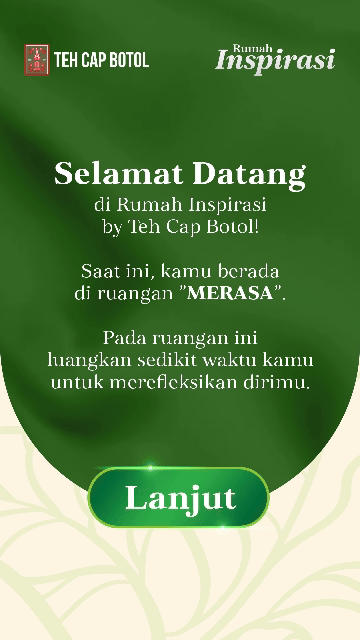 TEH CAP BOTOL
Rumah
Inspirasi
Selamat Datang
di Rumah Inspirasi
by Teh Cap Botol!
Saat ini, kamu berada
di ruangan "MERASA".
Pada ruangan ini
luangkan sedikit waktu kamu
untuk merefleksikan dirimu.
Lanjut